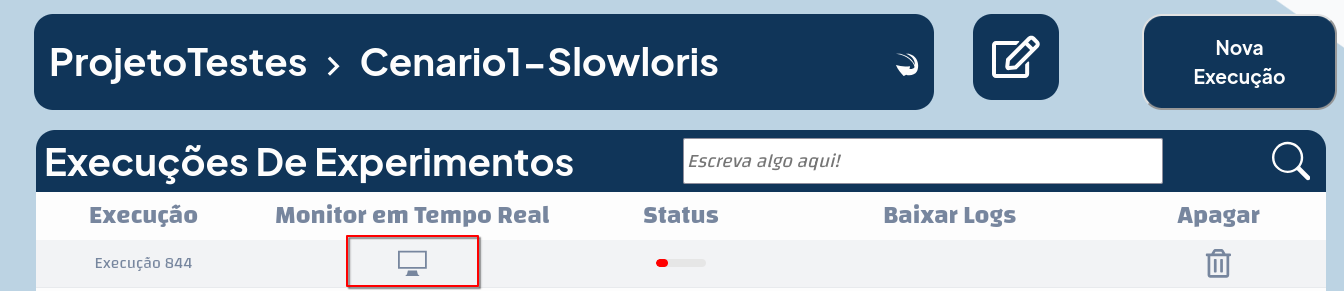 ProjetoTestes › Cenario1-Slowloris
Nova
Execução
Execuções De Experimentos
Escreva algo aqui!
Execução Monitor em Tempo Real Status Baixar Logs Apagar
Execução 844